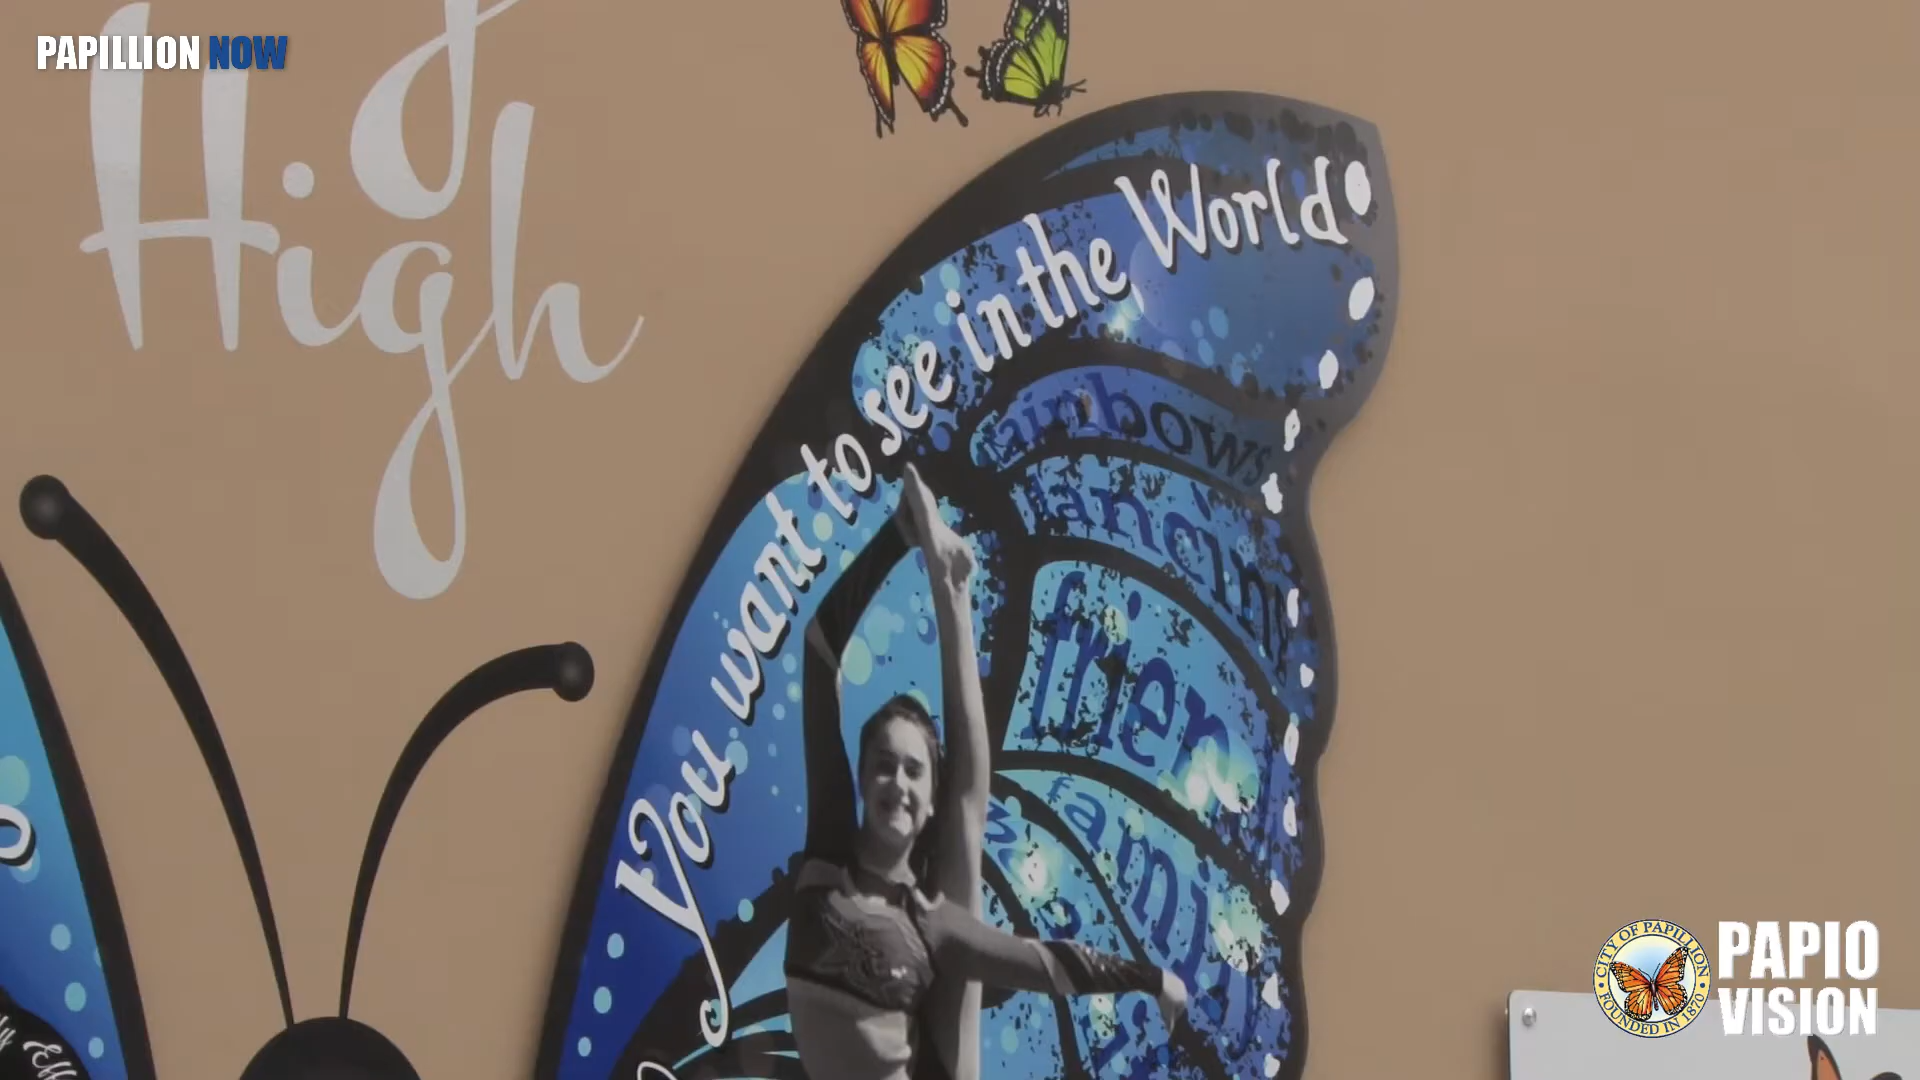 PAPILLION NOW
High
You want to see in the World
rainbows
dancing
family
CITY OF PAPILLION
FOUNDED IN 1870
PAPIO
VISION